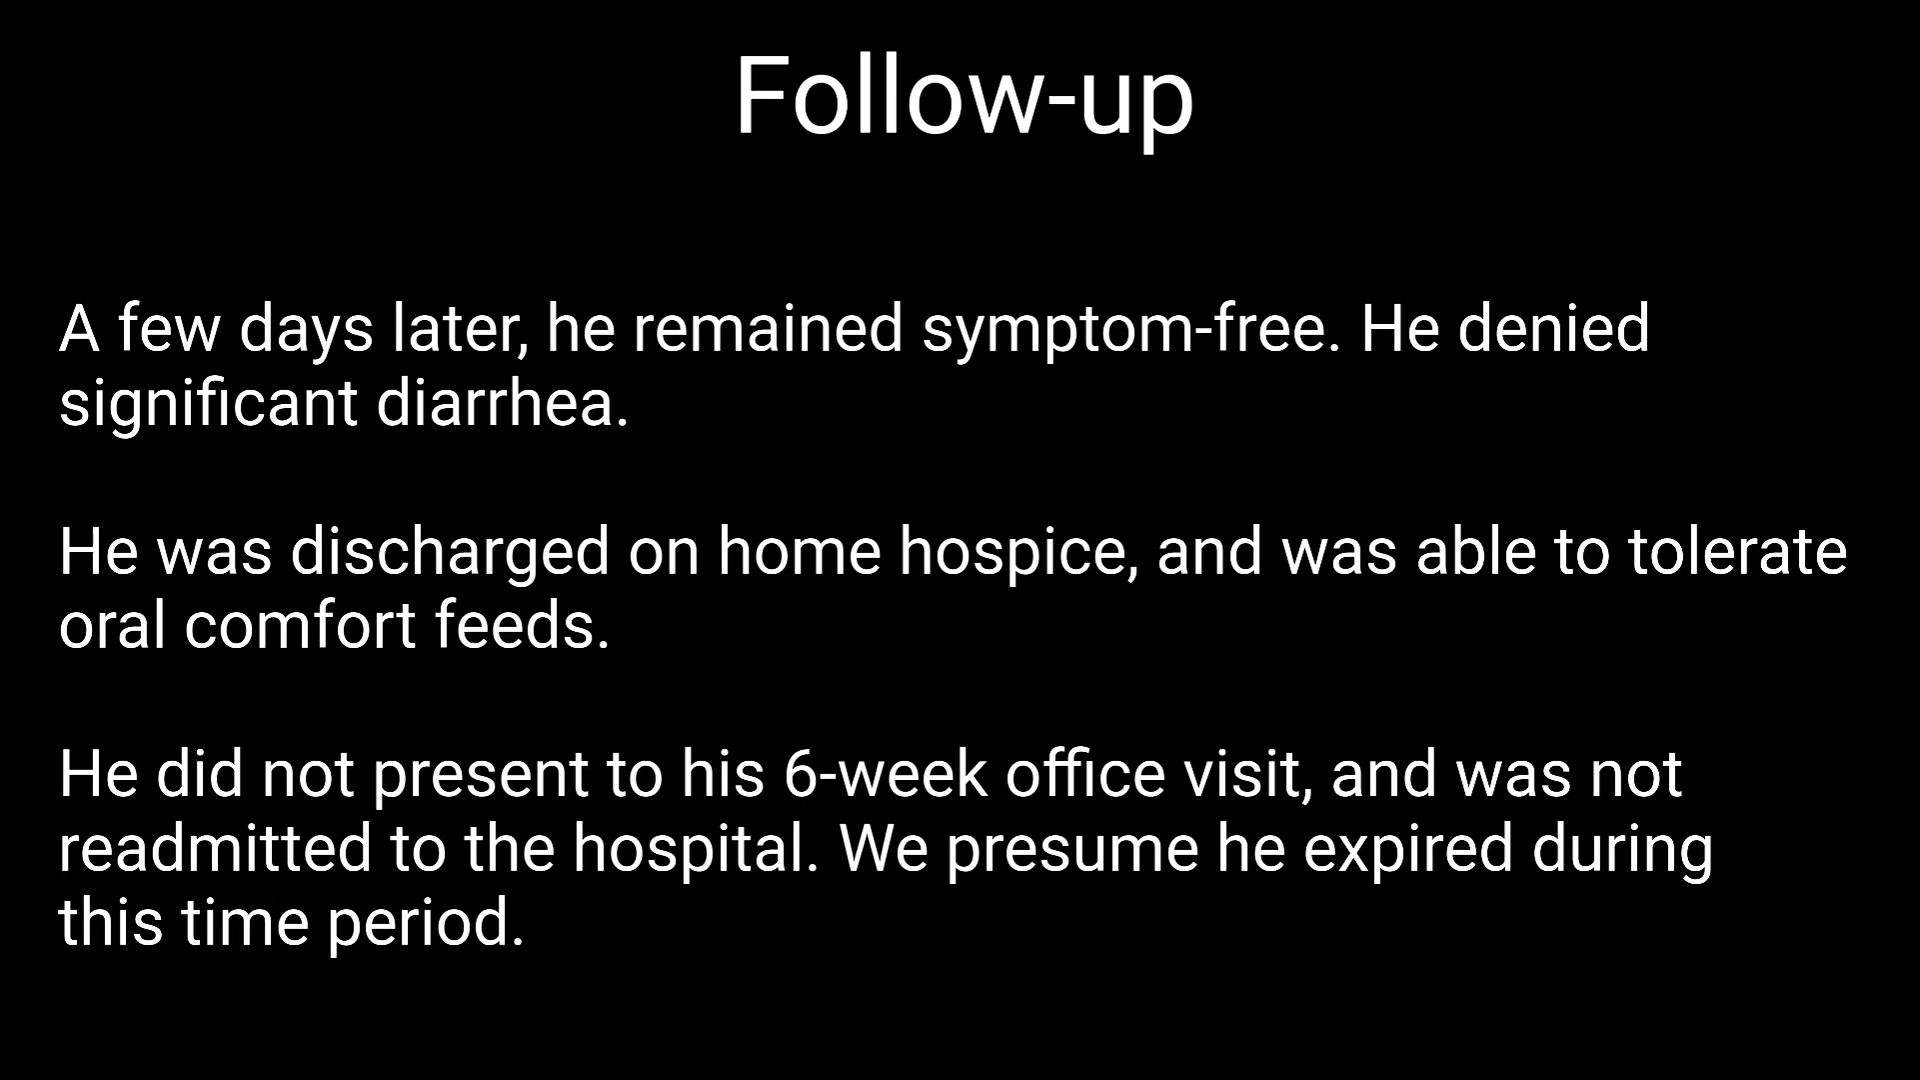 Follow-up
A few days later, he remained symptom-free. He denied
significant diarrhea.
He was discharged on home hospice, and was able to tolerate
oral comfort feeds.
He did not present to his 6-week office visit, and was not
readmitted to the hospital. We presume he expired during
this time period.